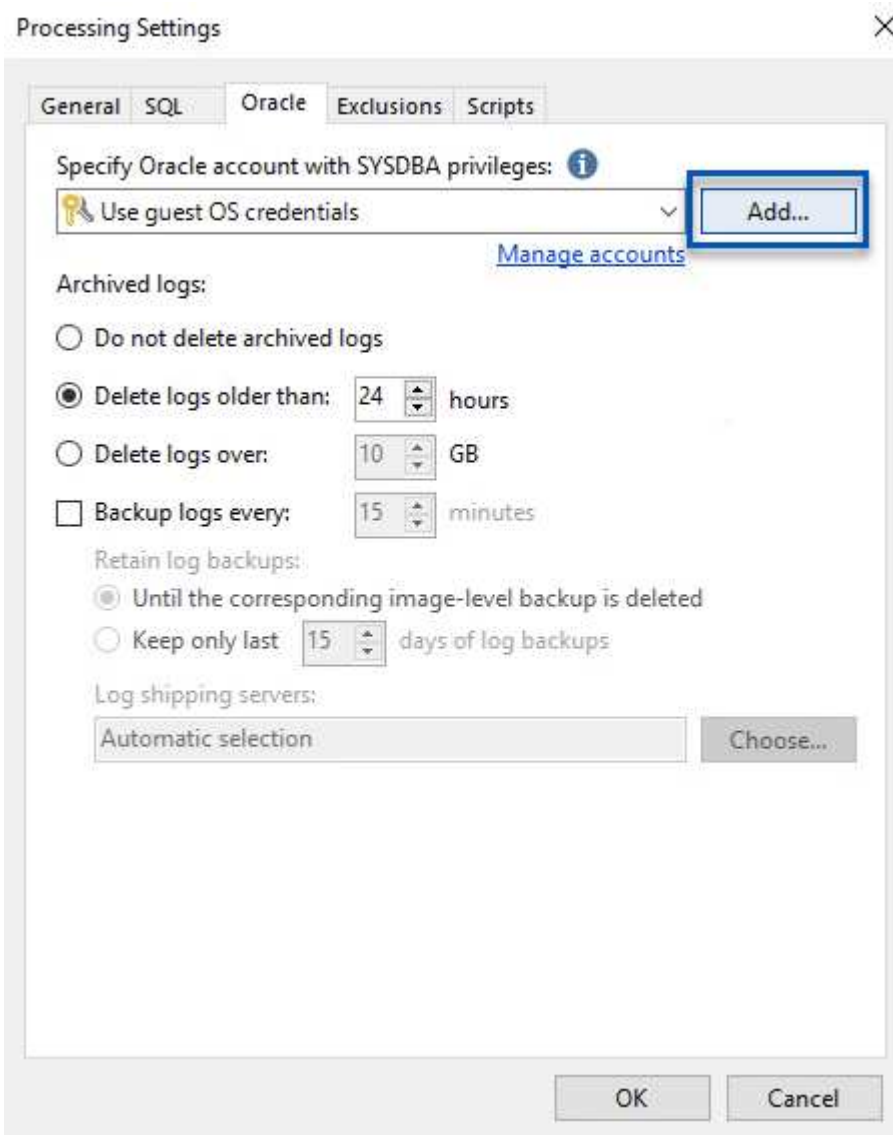 Processing Settings
General SQL Oracle Exclusions Scripts
Specify Oracle account with SYSDBA privileges:
Use guest OS credentials Add...
Manage accounts
Archived logs:
Do not delete archived logs
Delete logs older than: 24 hours
Delete logs over: 10 GB
Backup logs every: 15 minutes
Retain log backups:
Until the corresponding image-level backup is deleted
Keep only last 15 days of log backups
Log shipping servers:
Automatic selection Choose...
OK Cancel